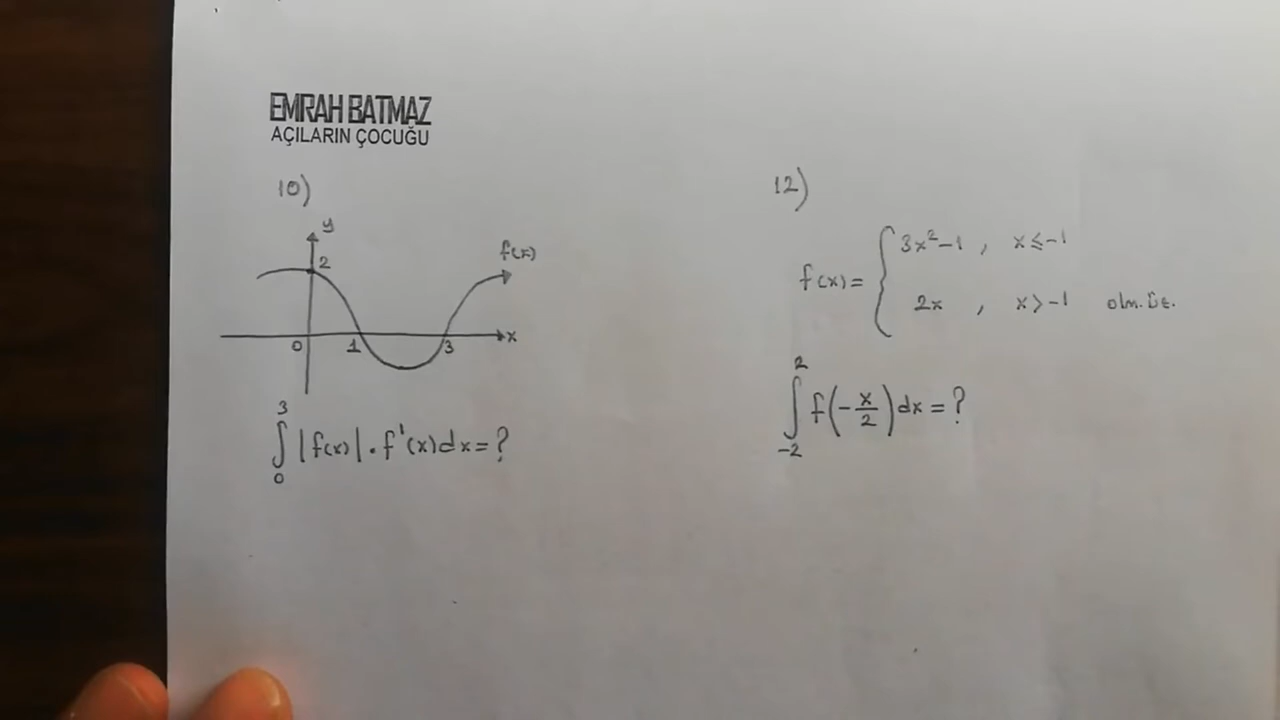 EMRAH BATMAZ
AÇILARIN ÇOCUĞU
10)
y
2
f(x)
0 1 3 x
3
∫ |f(x)| . f'(x)dx = ?
0
12)
3x²-1 , x≤-1
f(x)= {
2x , x>-1 olm.üz.
2
∫ f(-x/2)dx = ?
-2